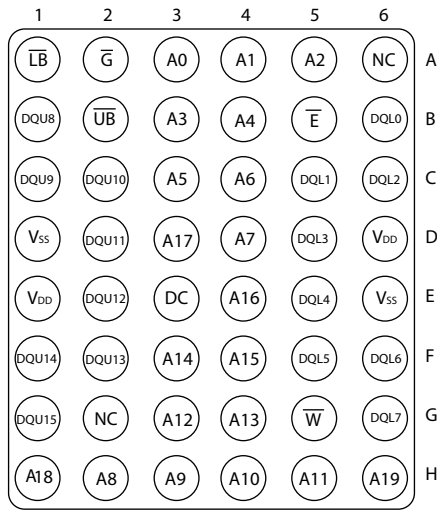 1 2 3 4 5 6
L̅B̅ G̅ A0 A1 A2 NC A
DQU8 U̅B̅ A3 A4 E̅ DQL0 B
DQU9 DQU10 A5 A6 DQL1 DQL2 C
VSS DQU11 A17 A7 DQL3 VDD D
VDD DQU12 DC A16 DQL4 VSS E
DQU14 DQU13 A14 A15 DQL5 DQL6 F
DQU15 NC A12 A13 W̅ DQL7 G
A18 A8 A9 A10 A11 A19 H